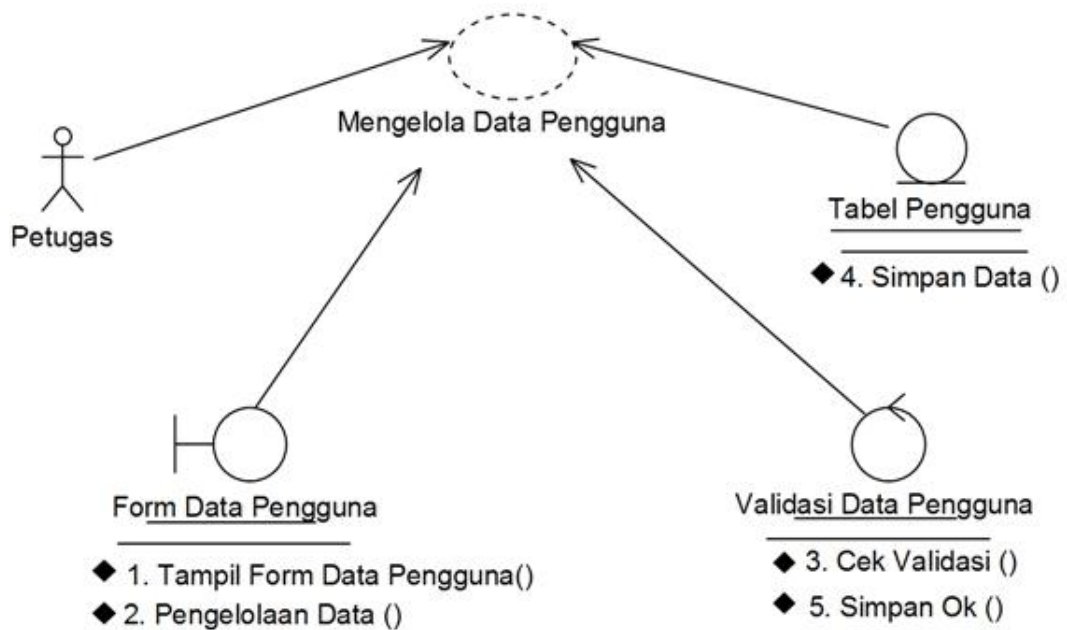 Mengelola Data Pengguna
Petugas
Tabel Pengguna
4. Simpan Data ()
Form Data Pengguna
1. Tampil Form Data Pengguna()
2. Pengelolaan Data ()
Validasi Data Pengguna
3. Cek Validasi ()
5. Simpan Ok ()